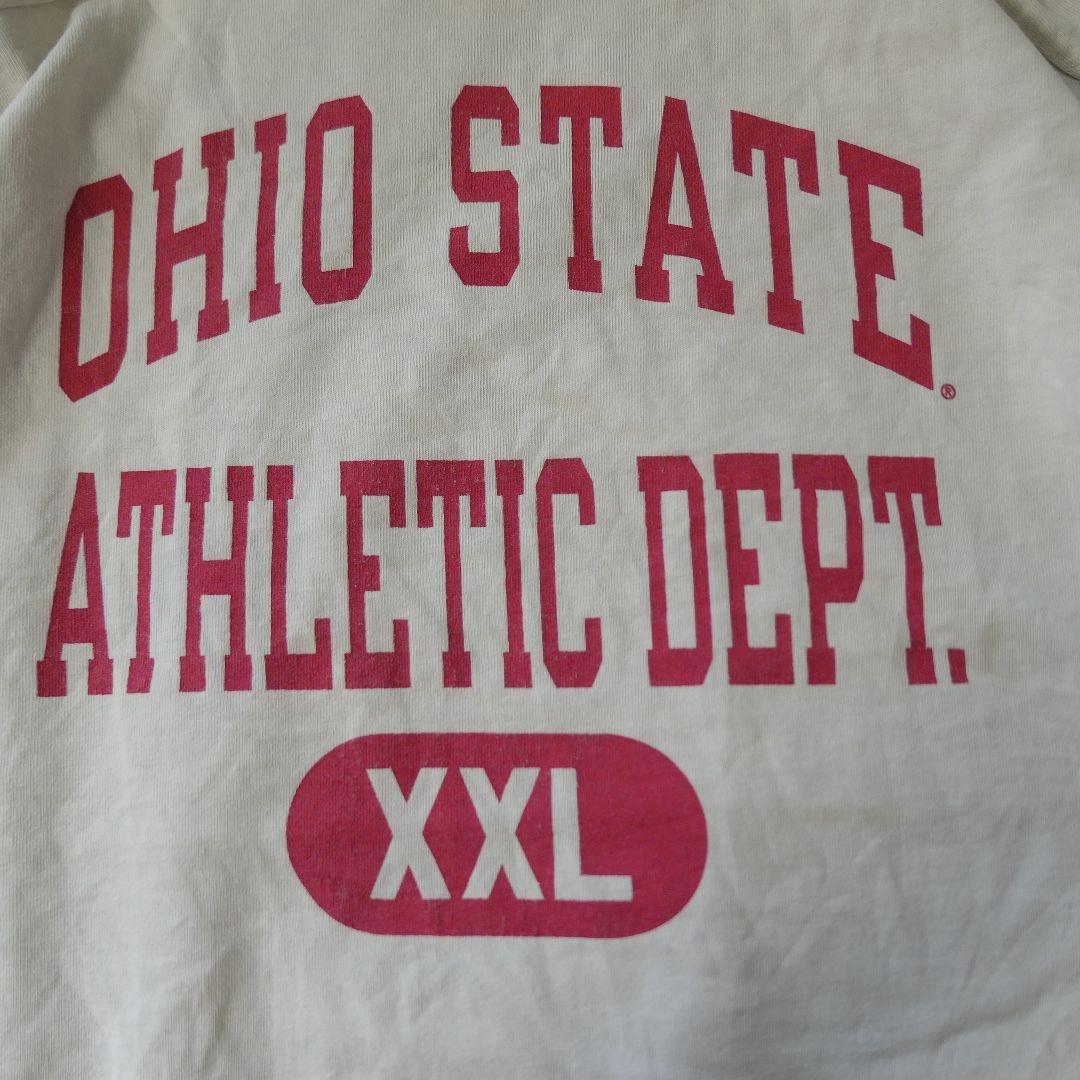 OHIO STATE®
ATHLETIC DEPT.
XXL